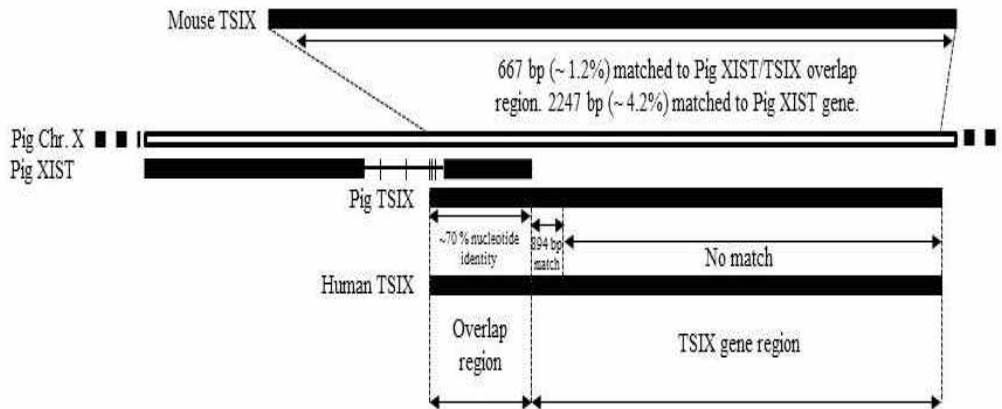 Mouse TSIX
667 bp (~1.2%) matched to Pig XIST/TSIX overlap
region. 2247 bp (~4.2%) matched to Pig XIST gene.
Pig Chr. X
Pig XIST
Pig TSIX
~70 % nucleotide
identity
894 bp
match
No match
Human TSIX
Overlap
region
TSIX gene region